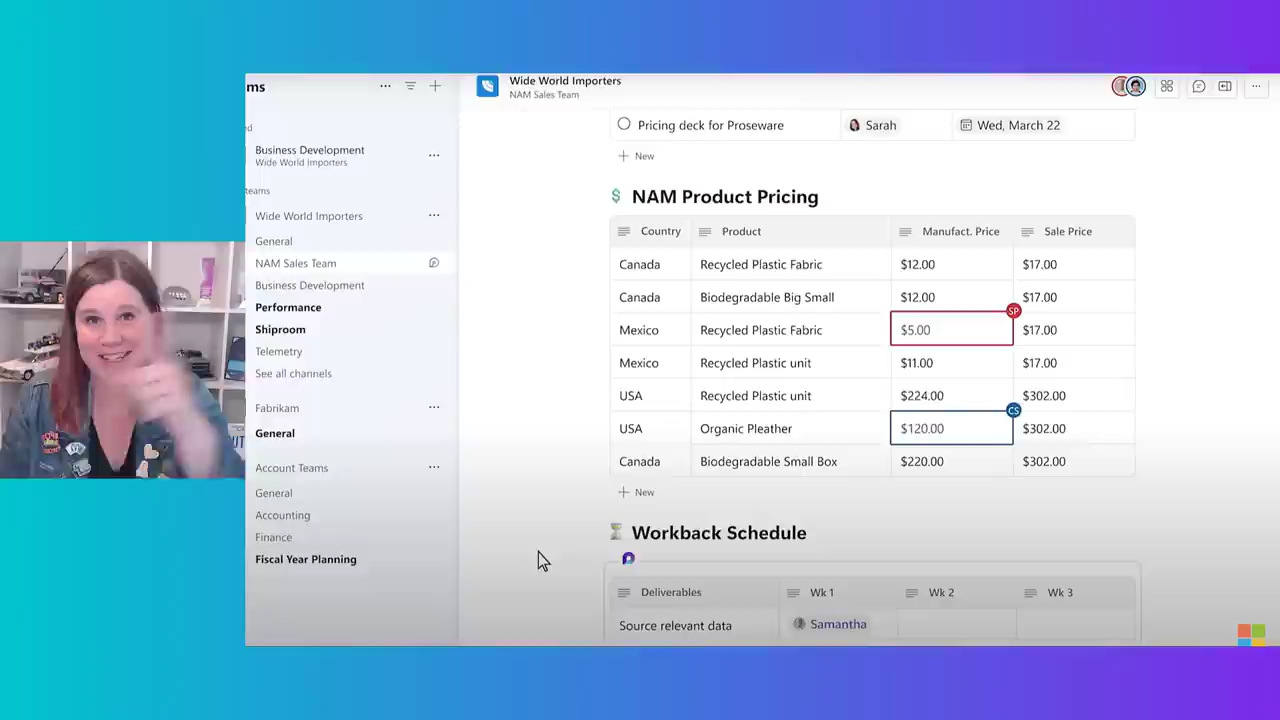 ms
Wide World Importers
NAM Sales Team
ed
Business Development
Wide World Importers
teams
Wide World Importers
General
NAM Sales Team
Business Development
Performance
Shiproom
Telemetry
See all channels
Fabrikam
General
Account Teams
General
Accounting
Finance
Fiscal Year Planning
Pricing deck for Proseware Sarah Wed, March 22
New
NAM Product Pricing
Country Product Manufact. Price Sale Price
Canada Recycled Plastic Fabric $12.00 $17.00
Canada Biodegradable Big Small $12.00 $17.00
SP
Mexico Recycled Plastic Fabric $5.00 $17.00
Mexico Recycled Plastic unit $11.00 $17.00
USA Recycled Plastic unit $224.00 $302.00
CS
USA Organic Pleather $120.00 $302.00
Canada Biodegradable Small Box $220.00 $302.00
New
Workback Schedule
Deliverables Wk 1 Wk 2 Wk 3
Source relevant data Samantha